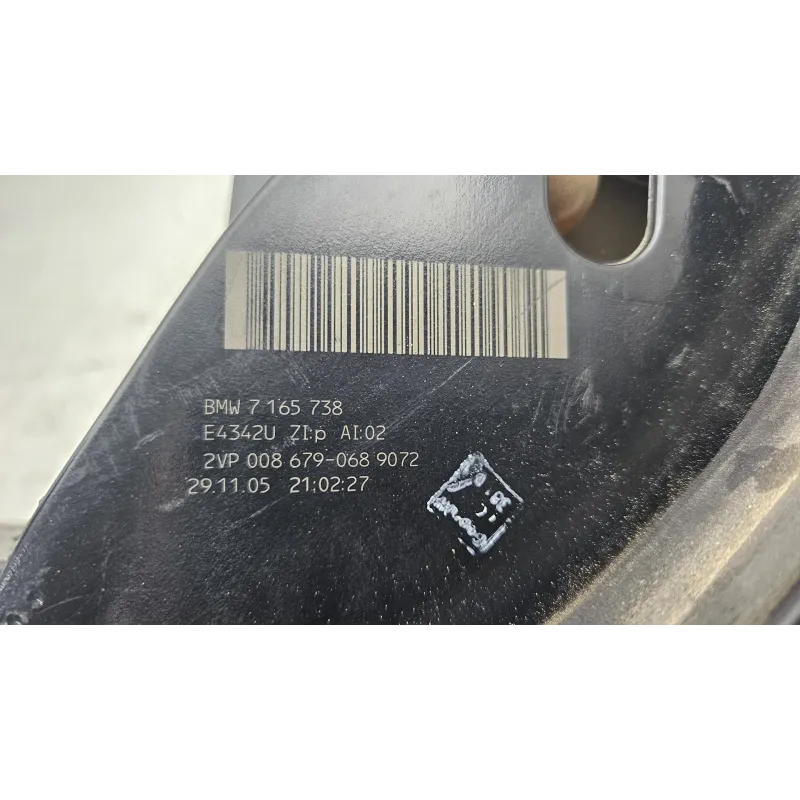 BMW 7 165 738
E4342U ZI:p AI:02
2VP 008 679-068 9072
29.11.05 21:02:27